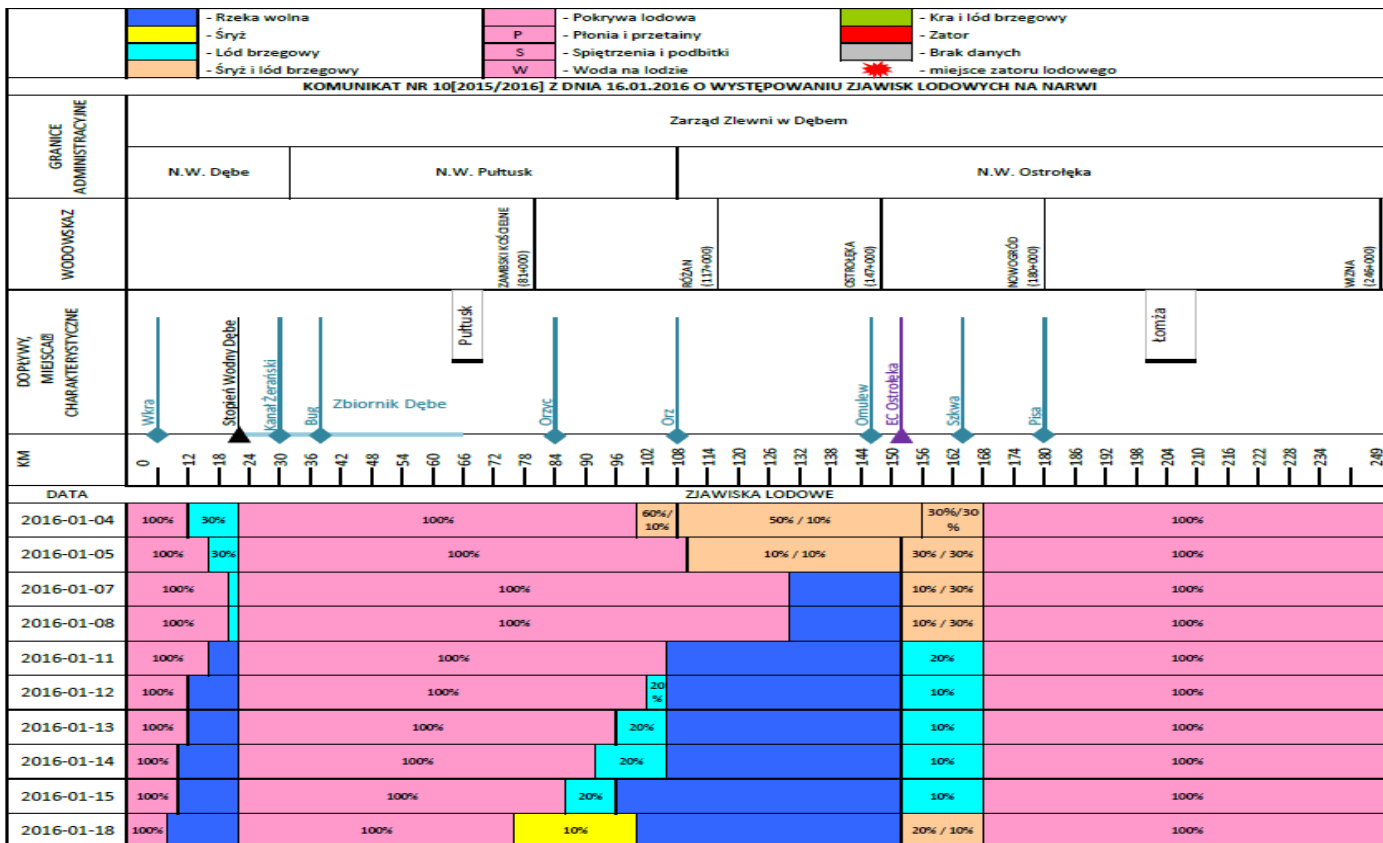 - Rzeka wolna
- Pokrywa lodowa
- Kra i lód brzegowy
- Śryż
P
- Płonia i przetainy
- Zator
- Lód brzegowy
S
- Spiętrzenia i podbitki
- Brak danych
- Śryż i lód brzegowy
W
- Woda na lodzie
- miejsce zatoru lodowego
KOMUNIKAT NR 10[2015/2016] Z DNIA 16.01.2016 O WYSTĘPOWANIU ZJAWISK LODOWYCH NA NARWI
GRANICE
ADMINISTRACYJNE
Zarząd Zlewni w Dębem
N.W. Dębe
N.W. Pułtusk
N.W. Ostrołęka
WODOWSKAZ
ZAMBSKI KOŚCIELNE
(81+000)
RÓŻAN
(117+000)
OSTROŁĘKA
(147+000)
NOWOGRÓD
(180+000)
WIZNA
(246+000)
DOPŁYWY,
MIEJSCA
CHARAKTERYSTYCZNE
Wkra
Stopień Wodny Dębe
Kanał Żerański
Bug
Zbiornik Dębe
Pułtusk
Orzyc
Orz
Omulew
EC Ostrołęka
Szkwa
Pisa
Łomża
KM
0 12 18 24 30 36 42 48 54 60 66 72 78 84 90 96 102 108 114 120 126 132 138 144 150 156 162 168 174 180 186 192 198 204 210 216 222 228 234 249
DATA
ZJAWISKA LODOWE
2016-01-04 100% 30% 100% 60%/ 50% / 10% 30%/30 100%
10% %
2016-01-05 100% 30% 100% 10% / 10% 30% / 30% 100%
2016-01-07 100% 100% 10% / 30% 100%
2016-01-08 100% 100% 10% / 30% 100%
2016-01-11 100% 100% 20% 100%
2016-01-12 100% 100% 20 10% 100%
%
2016-01-13 100% 100% 20% 10% 100%
2016-01-14 100% 100% 20% 10% 100%
2016-01-15 100% 100% 20% 10% 100%
2016-01-18 100% 100% 10% 20% / 10% 100%